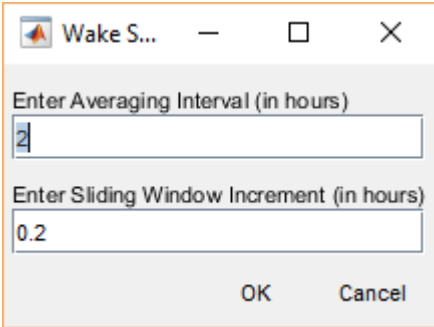 Wake S...
Enter Averaging Interval (in hours)
2
Enter Sliding Window Increment (in hours)
0.2
OK Cancel